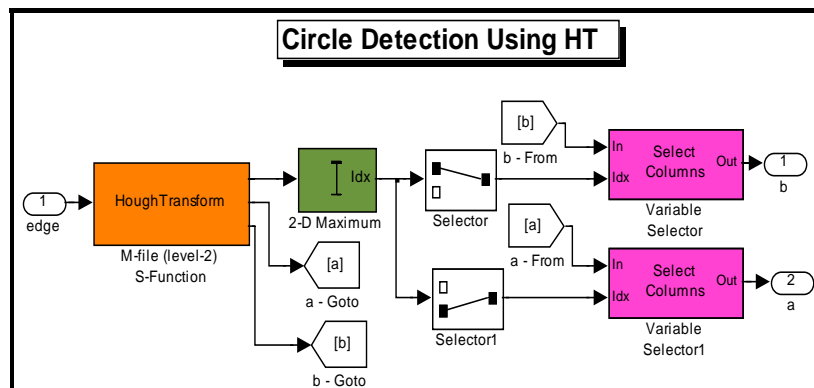 Circle Detection Using HT
1
edge
HoughTransform
M-file (level-2)
S-Function
Idx
2-D Maximum
[a]
a - Goto
[b]
b - Goto
Selector
Selector1
[b]
b - From
[a]
a - From
In
Idx
Select
Columns
Out
Variable
Selector
1
b
In
Idx
Select
Columns
Out
Variable
Selector1
2
a